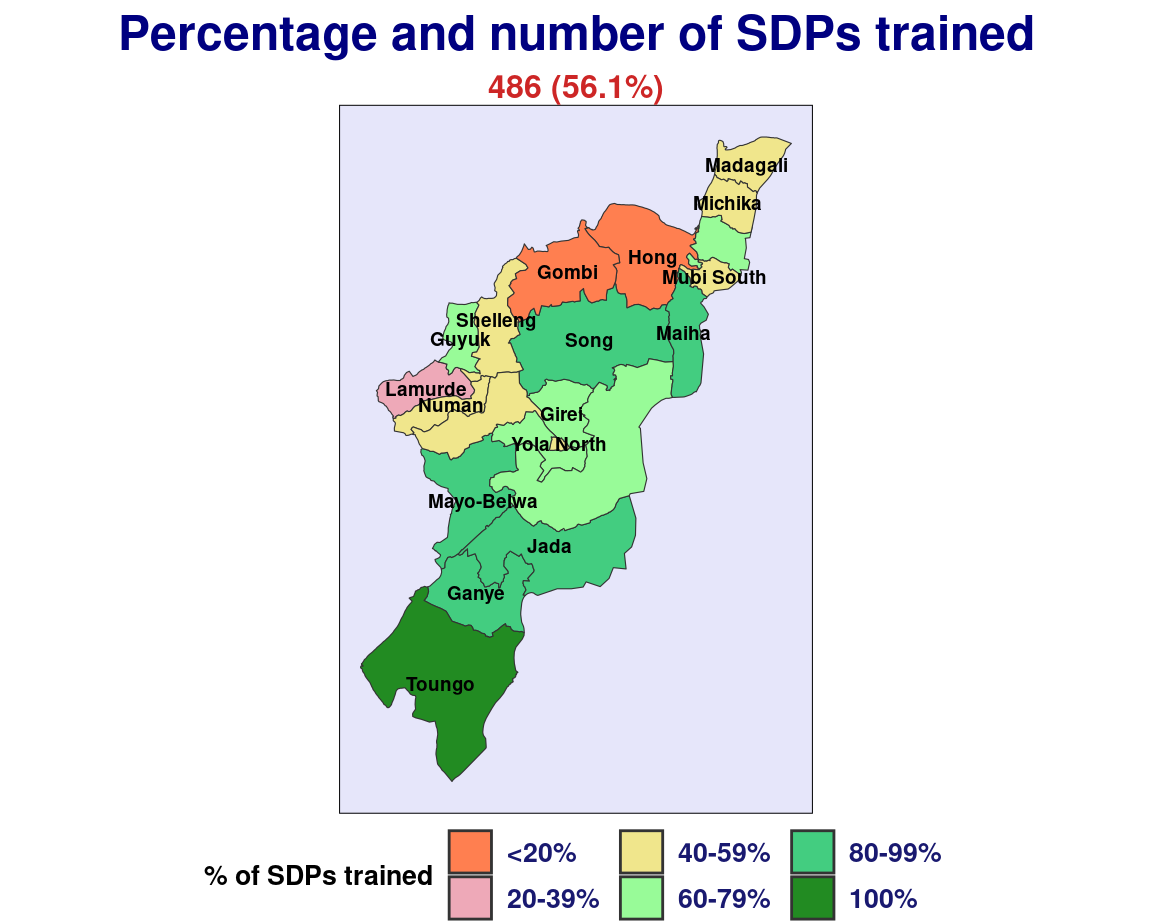 Percentage and number of SDPs trained
486 (56.1%)
Madagali
Michika
Hong
Gombi
Mubi South
Shelleng
Maiha
Guyuk
Song
Lamurde
Numan
Girei
Yola North
Mayo-Belwa
Jada
Ganye
Toungo
% of SDPs trained
<20%
40-59%
80-99%
20-39%
60-79%
100%